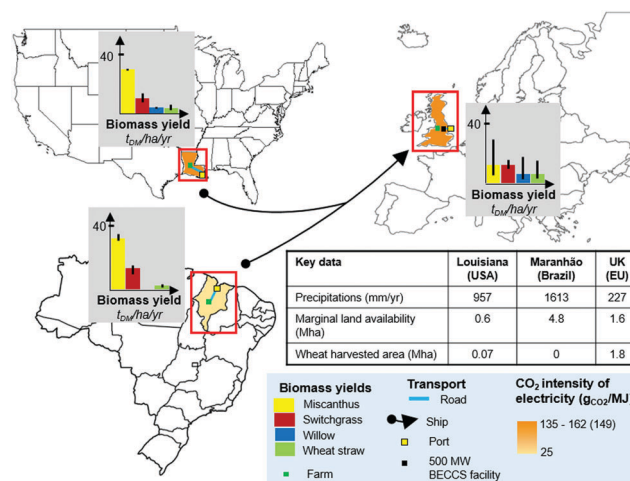 40
Biomass yield
tDM/ha/yr
40
Biomass yield
tDM/ha/yr
40
Biomass yield
tDM/ha/yr
Key data Louisiana (USA) Maranhão (Brazil) UK (EU)
Precipitations (mm/yr) 957 1613 227
Marginal land availability (Mha) 0.6 4.8 1.6
Wheat harvested area (Mha) 0.07 0 1.8
Biomass yields
Miscanthus
Switchgrass
Willow
Wheat straw
Farm
Transport
Road
Ship
Port
500 MW
BECCS facility
CO2 intensity of
electricity (gCO2/MJ)
135 - 162 (149)
25